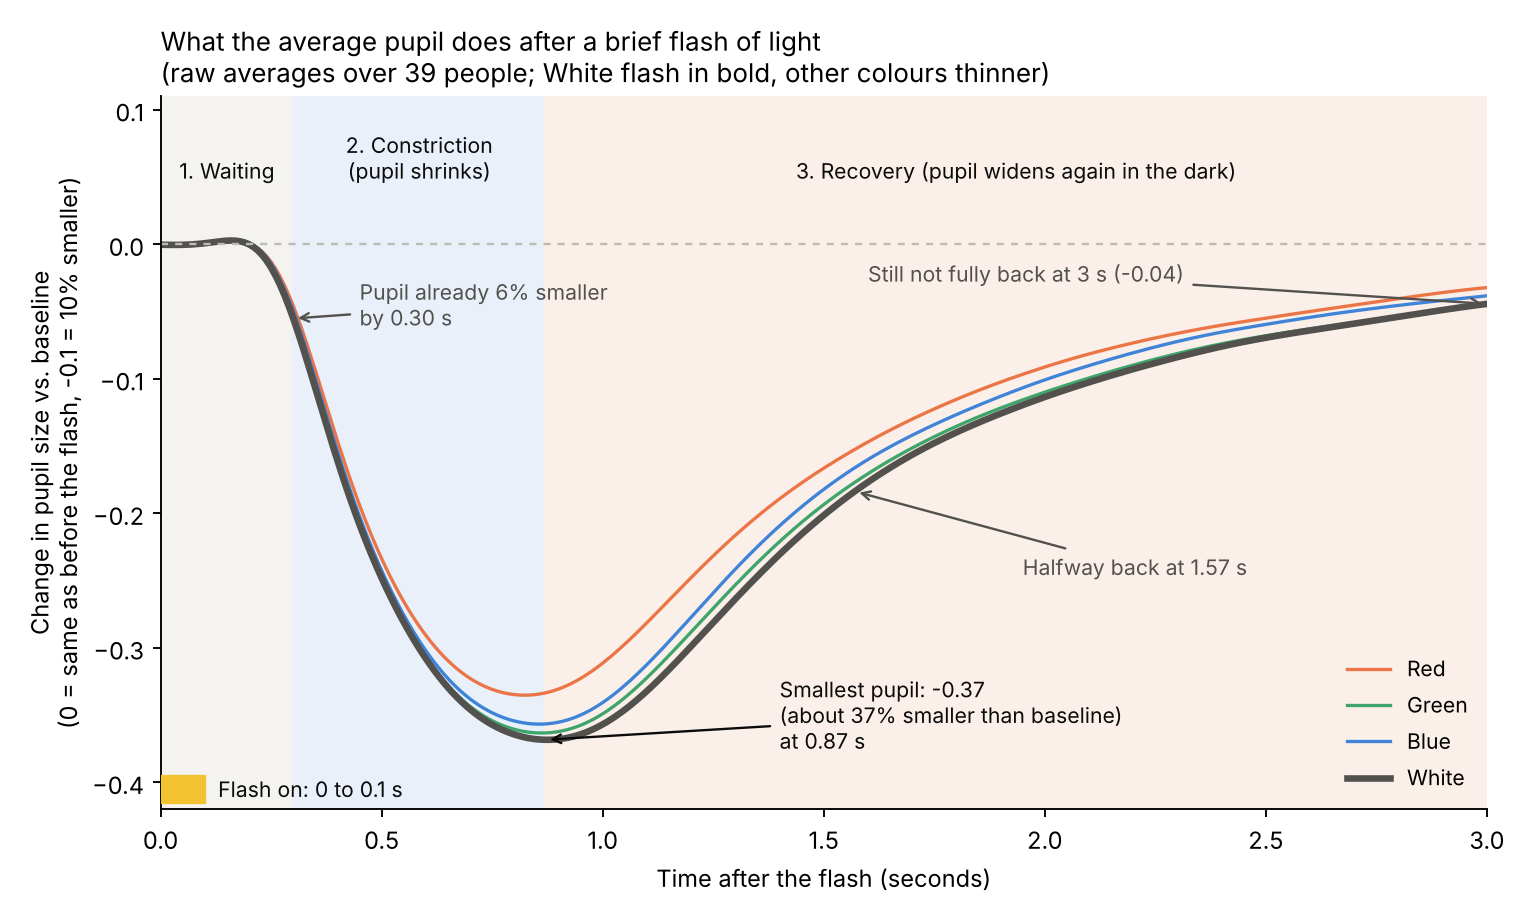 What the average pupil does after a brief flash of light
(raw averages over 39 people; White flash in bold, other colours thinner)
Change in pupil size vs. baseline
(0 = same as before the flash, -0.1 = 10% smaller)
0.1
0.0
−0.1
−0.2
−0.3
−0.4
1. Waiting
2. Constriction
(pupil shrinks)
3. Recovery (pupil widens again in the dark)
Pupil already 6% smaller
by 0.30 s
Still not fully back at 3 s (-0.04)
Halfway back at 1.57 s
Smallest pupil: -0.37
(about 37% smaller than baseline)
at 0.87 s
Red
Green
Blue
White
Flash on: 0 to 0.1 s
0.0
0.5
1.0
1.5
2.0
2.5
3.0
Time after the flash (seconds)